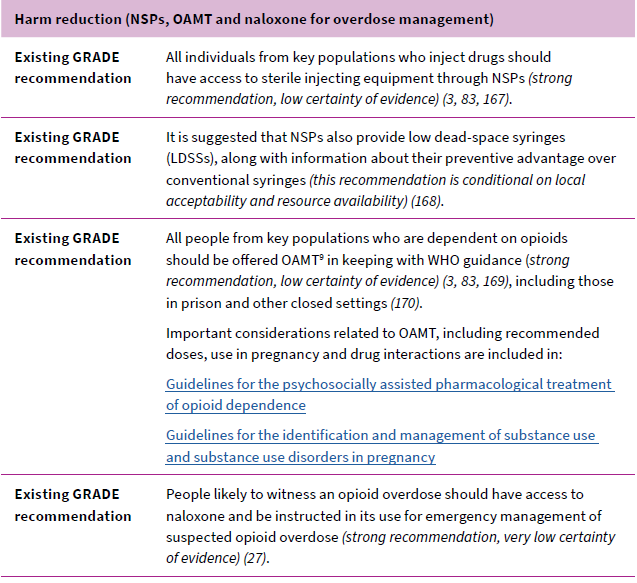 Harm reduction (NSPs, OAMT and naloxone for overdose management)
Existing GRADE
recommendation
All individuals from key populations who inject drugs should
have access to sterile injecting equipment through NSPs (strong
recommendation, low certainty of evidence) (3, 83, 167).
Existing GRADE
recommendation
It is suggested that NSPs also provide low dead-space syringes
(LDSSs), along with information about their preventive advantage over
conventional syringes (this recommendation is conditional on local
acceptability and resource availability) (168).
Existing GRADE
recommendation
All people from key populations who are dependent on opioids
should be offered OAMT⁹ in keeping with WHO guidance (strong
recommendation, low certainty of evidence) (3, 83, 169), including those
in prison and other closed settings (170).
Important considerations related to OAMT, including recommended
doses, use in pregnancy and drug interactions are included in:
Guidelines for the psychosocially assisted pharmacological treatment
of opioid dependence
Guidelines for the identification and management of substance use
and substance use disorders in pregnancy
Existing GRADE
recommendation
People likely to witness an opioid overdose should have access to
naloxone and be instructed in its use for emergency management of
suspected opioid overdose (strong recommendation, very low certainty
of evidence) (27).